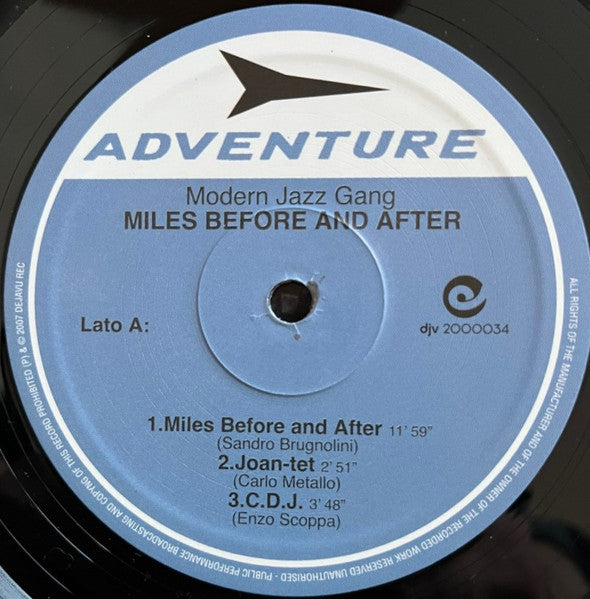 ADVENTURE
Modern Jazz Gang
MILES BEFORE AND AFTER
Lato A:
djv 2000034
1.Miles Before and After 11’59”
(Sandro Brugnolini)
2.Joan-tet 2’51”
(Carlo Metallo)
3.C.D.J. 3’48”
(Enzo Scoppa)
ALL RIGHTS OF THE MANUFACTURER AND OF THE OWNER OF THE RECORDED WORK RESERVED UNAUTHORISED - PUBLIC PERFORMANCE BROADCASTING AND COPYNG OF THIS RECORD PROHIBITED (P) & © 2007 DEJAVU REC